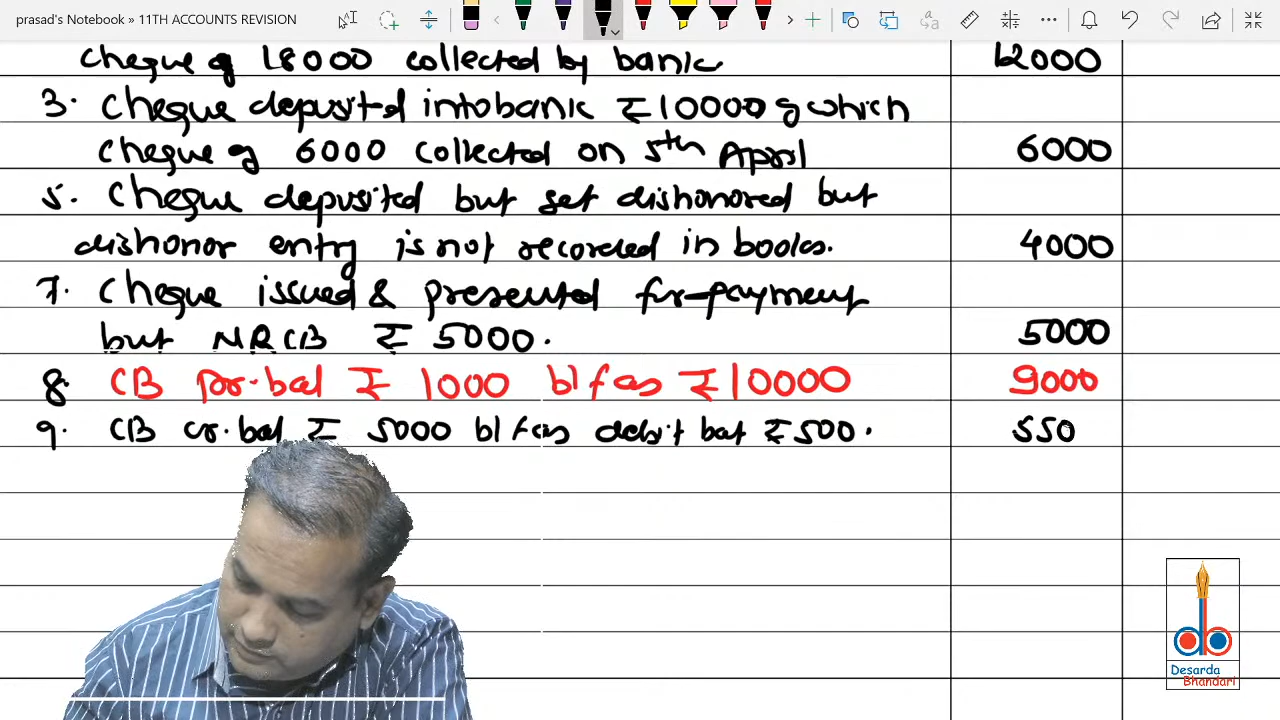 prasad's Notebook » 11TH ACCOUNTS REVISION
cheque of 18000 collected by bank 12000
3. Cheque deposited into bank ₹ 10000 of which
cheque of 6000 collected on 5th April 6000
5. Cheque deposited but get dishonored but
dishonor entry is not recorded in books. 4000
7. Cheque issued & presented for payment
but NRCB ₹ 5000. 5000
8. CB Dr. bal ₹ 1000 b/f as ₹ 10000 9000
9. CB cr. bal ₹ 5000 b/f as debit bal ₹ 500. 550
Desarda
Bhandari